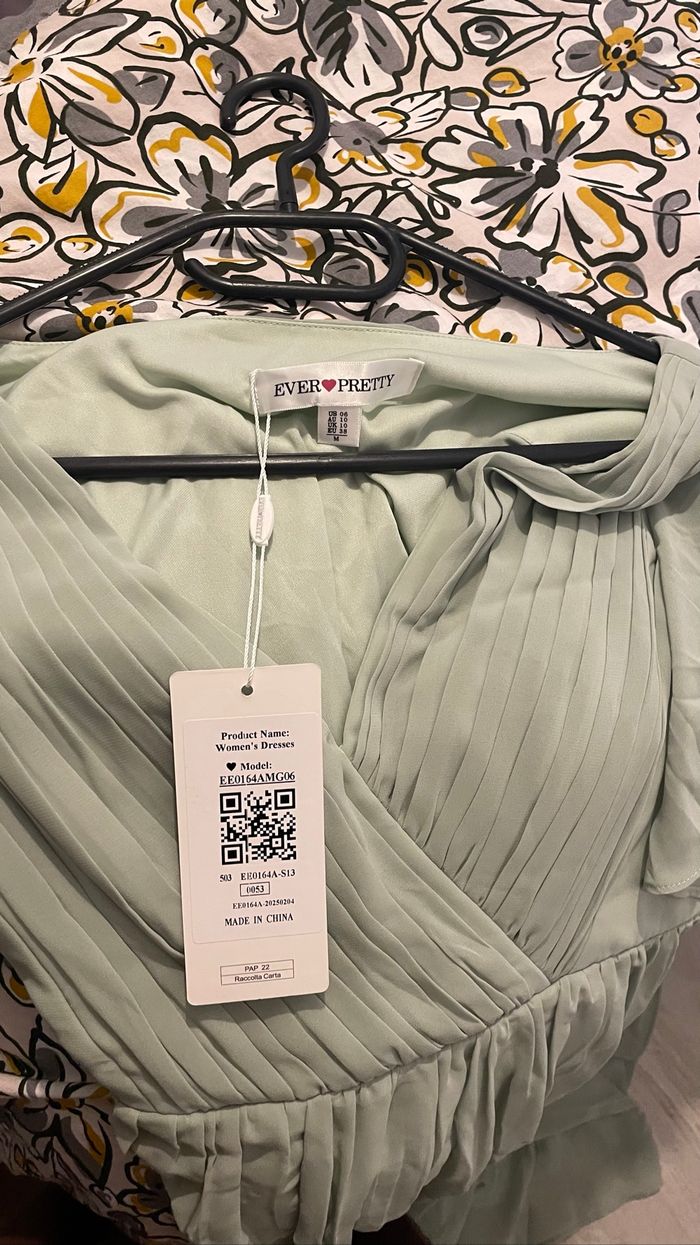 EVER❤PRETTY
US 06
AU 10
UK 10
EU 38
M
Product Name:
Women's Dresses
♥ Model:
EE0164AMG06
503 EE0164A-S13
0053
EE0164A-20250204
MADE IN CHINA
PAP 22
Raccolta Carta